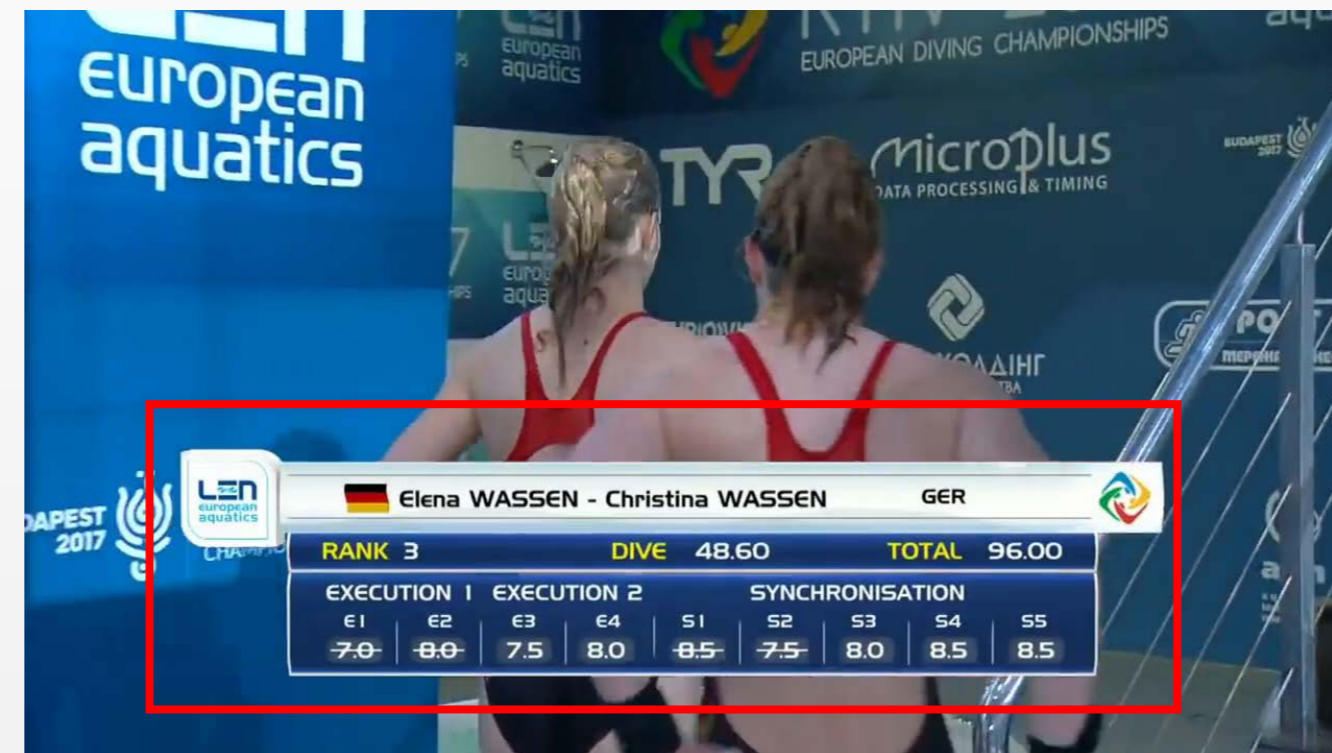 european
aquatics
european
aquatics
EUROPEAN DIVING CHAMPIONSHIPS
TYR
Microplus
DATA PROCESSING & TIMING
BUDAPEST
2017
LEN
european
aquatics
Elena WASSEN - Christina WASSEN GER
RANK 3 DIVE 48.60 TOTAL 96.00
EXECUTION 1 EXECUTION 2 SYNCHRONISATION
E1 E2 E3 E4 S1 S2 S3 S4 S5
7.0 8.0 7.5 8.0 8.5 7.5 8.0 8.5 8.5
2017